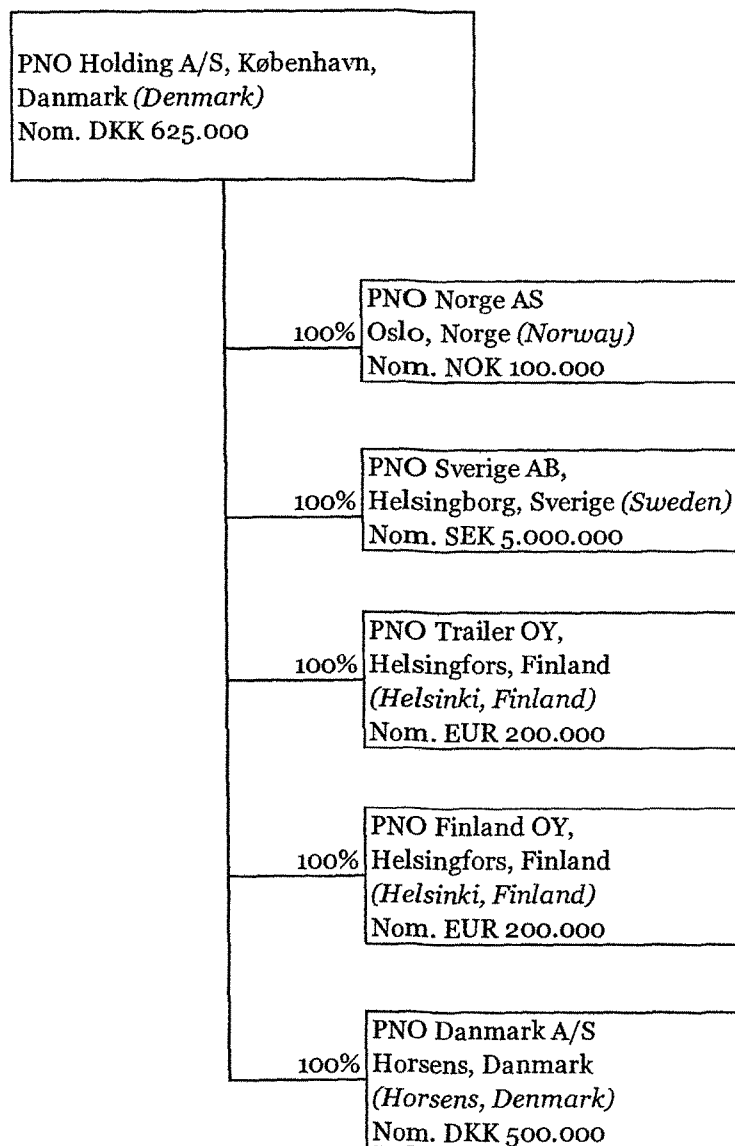 PNO Holding A/S, København,
Danmark (Denmark)
Nom. DKK 625.000
PNO Norge AS
100% Oslo, Norge (Norway)
Nom. NOK 100.000
PNO Sverige AB,
100% Helsingborg, Sverige (Sweden)
Nom. SEK 5.000.000
PNO Trailer OY,
100% Helsingfors, Finland
(Helsinki, Finland)
Nom. EUR 200.000
PNO Finland OY,
100% Helsingfors, Finland
(Helsinki, Finland)
Nom. EUR 200.000
PNO Danmark A/S
100% Horsens, Danmark
(Horsens, Denmark)
Nom. DKK 500.000